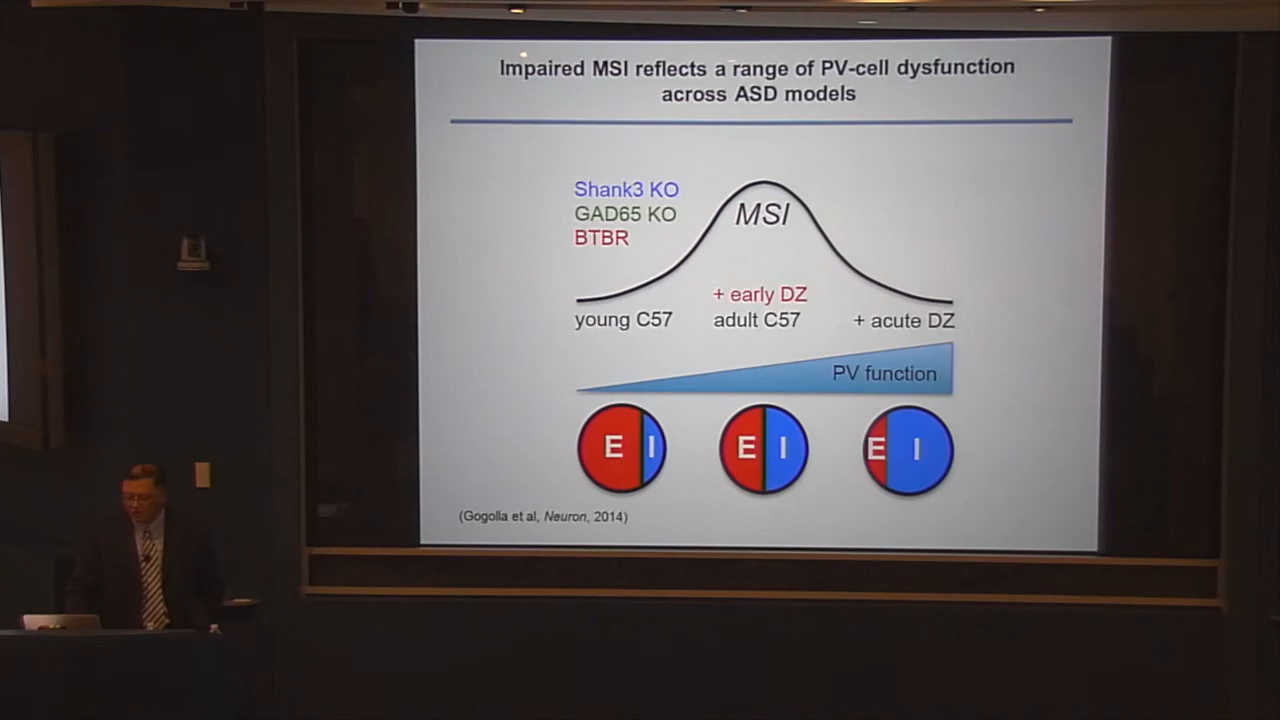 Impaired MSI reflects a range of PV-cell dysfunction
across ASD models
Shank3 KO
GAD65 KO
BTBR
MSI
+ early DZ
young C57
adult C57
+ acute DZ
PV function
E I
E I
E I
(Gogolla et al, Neuron, 2014)